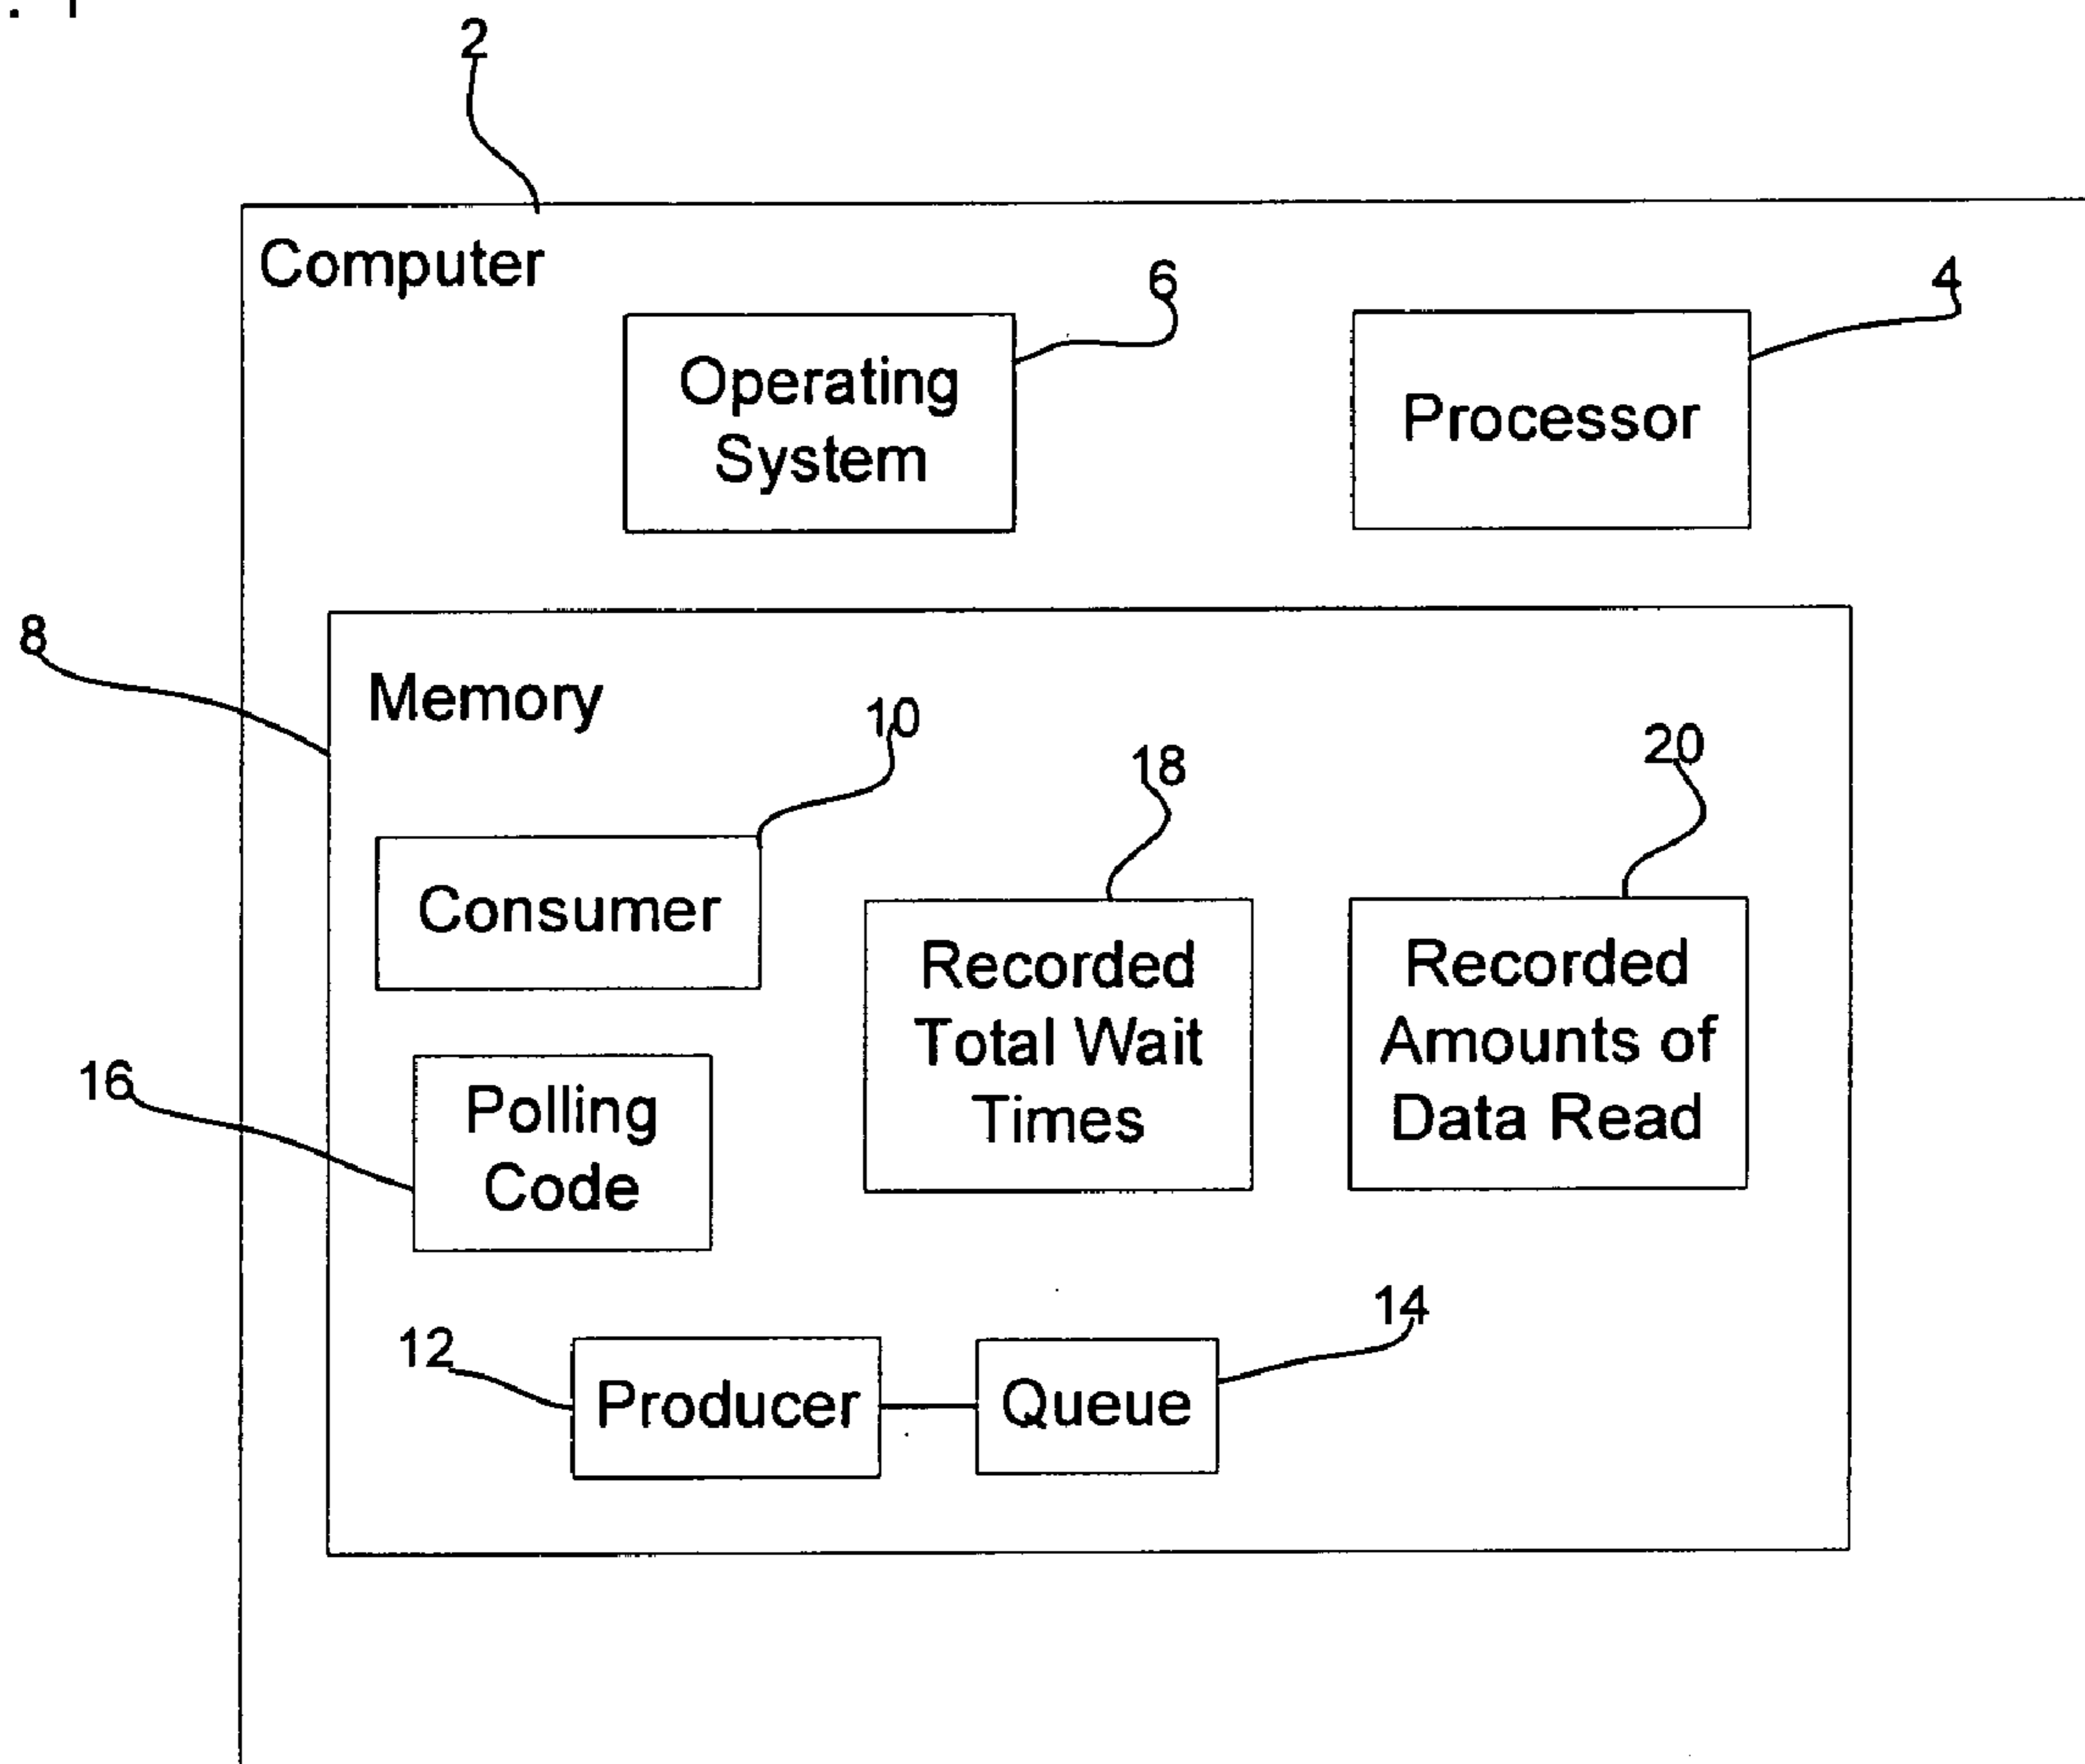 . 1
2
Computer
6
4
Operating
System
Processor
8
Memory
10
18
20
Consumer
Recorded
Total Wait
Times
Recorded
Amounts of
Data Read
16
Polling
Code
12
Producer
Queue
14